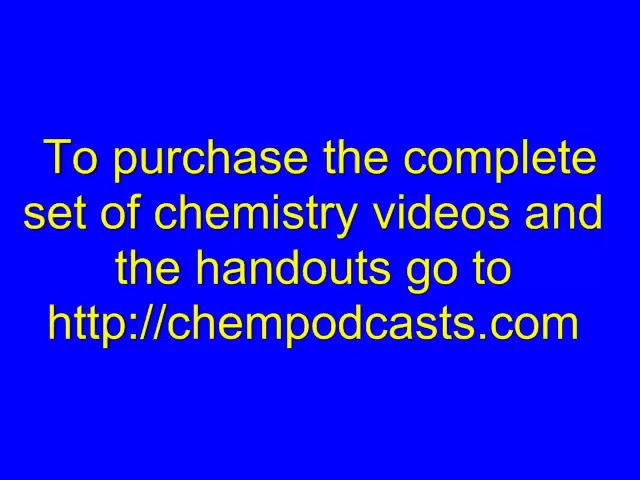 To purchase the complete
set of chemistry videos and
the handouts go to
http://chempodcasts.com